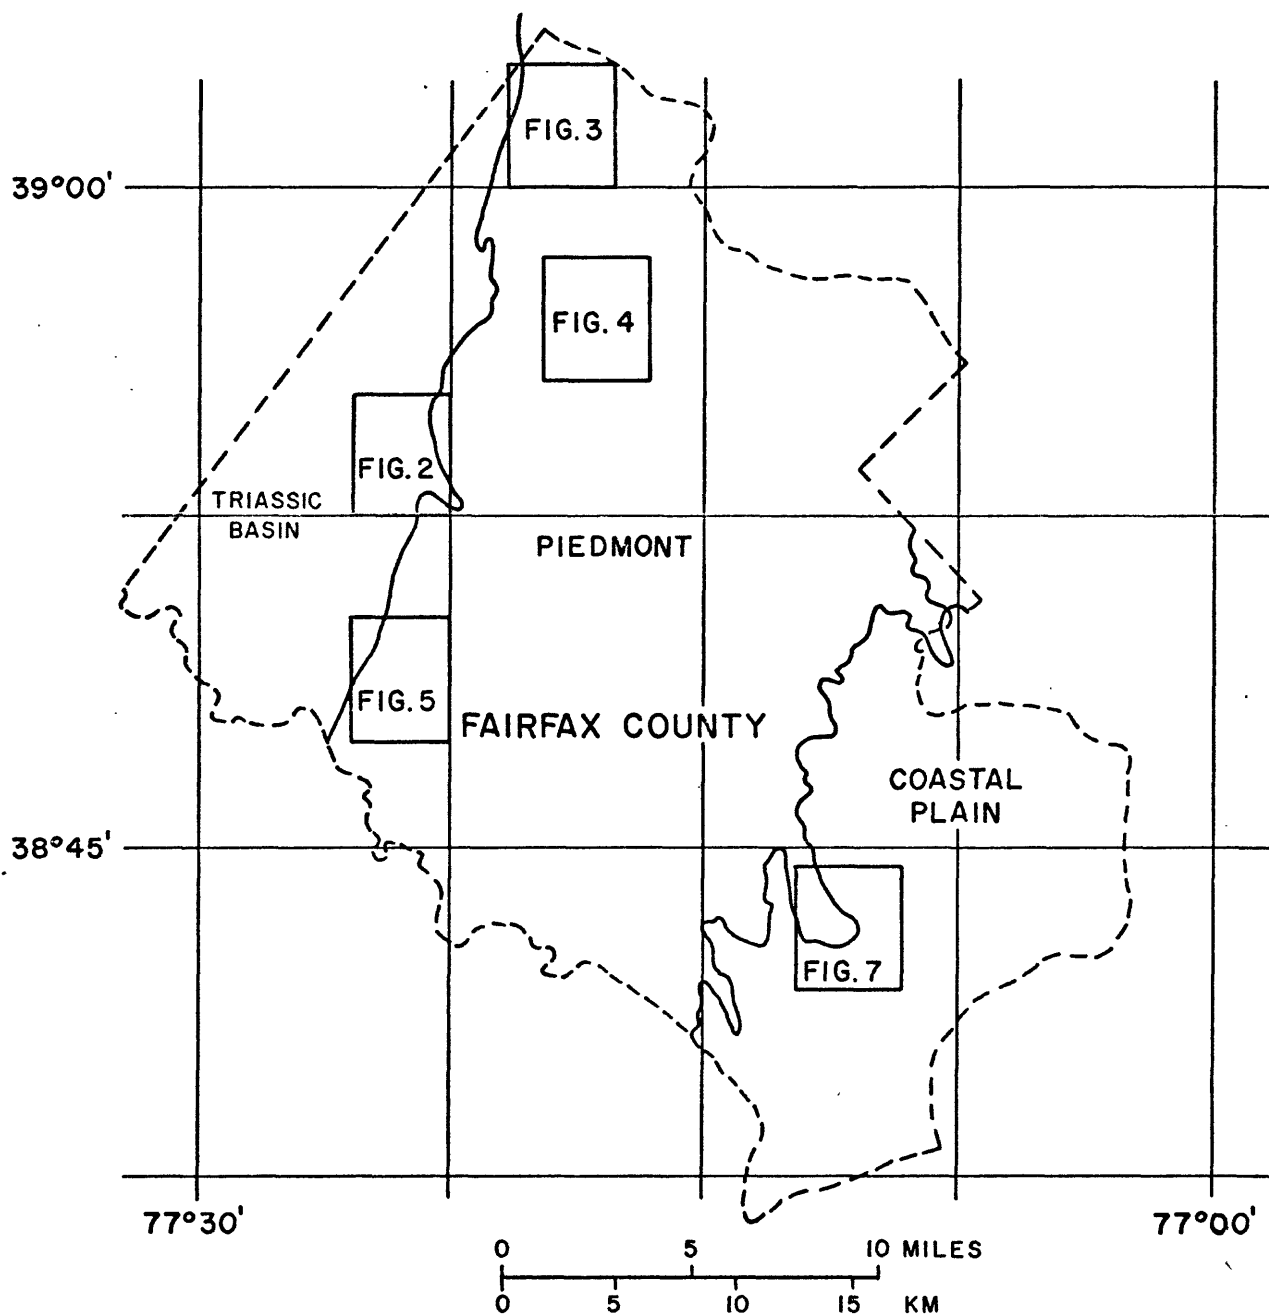 FIG. 3
39°00'
FIG. 4
FIG. 2
TRIASSIC
BASIN
PIEDMONT
FIG. 5
FAIRFAX COUNTY
COASTAL
PLAIN
38°45'
FIG. 7
77°30'
77°00'
0 5 10 MILES
0 5 10 15 KM